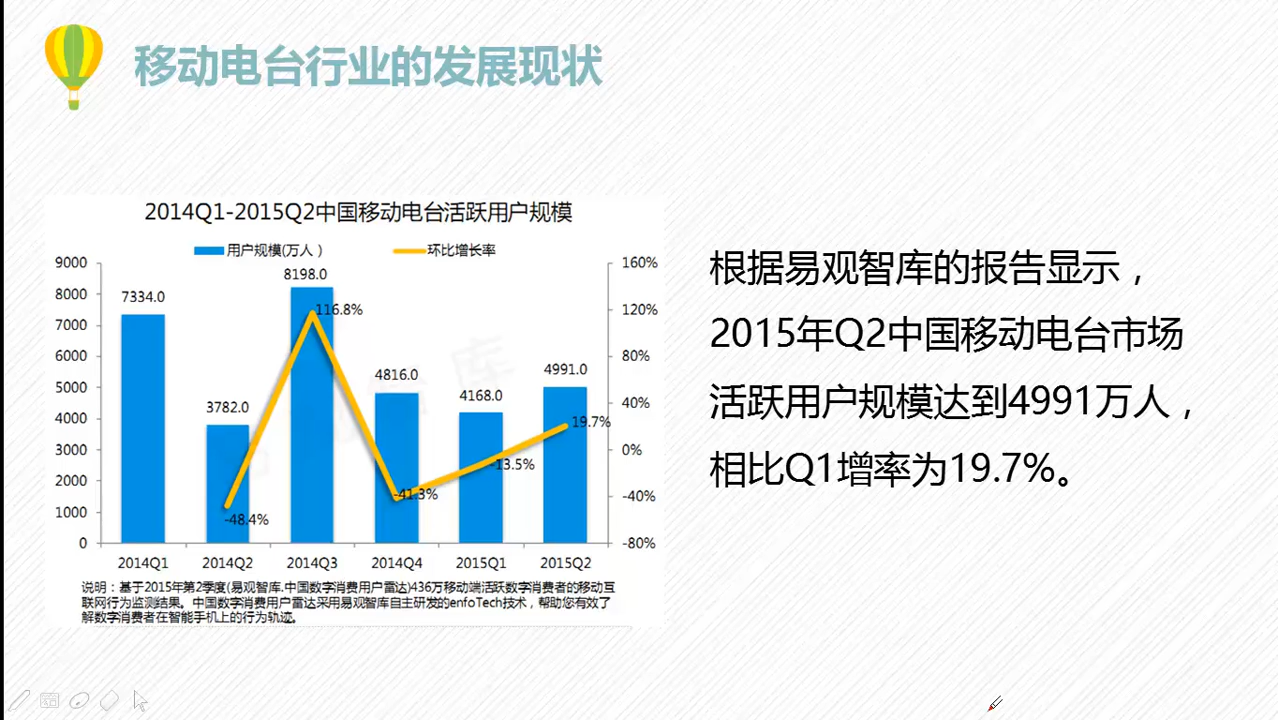 移动电台行业的发展现状
2014Q1-2015Q2中国移动电台活跃用户规模
用户规模(万人) 环比增长率
9000
8000
7000
6000
5000
4000
3000
2000
1000
0
7334.0
3782.0
8198.0
4816.0
4168.0
4991.0
-48.4%
116.8%
-41.3%
-13.5%
19.7%
160%
120%
80%
40%
0%
-40%
-80%
2014Q1 2014Q2 2014Q3 2014Q4 2015Q1 2015Q2
说明：基于2015年第2季度(易观智库.中国数字消费用户雷达)436万移动端活跃数字消费者的移动互
联网行为监测结果。中国数字消费用户雷达采用易观智库自主研发的enfoTech技术，帮助您有效了
解数字消费者在智能手机上的行为轨迹。
根据易观智库的报告显示，
2015年Q2中国移动电台市场
活跃用户规模达到4991万人，
相比Q1增率为19.7%。